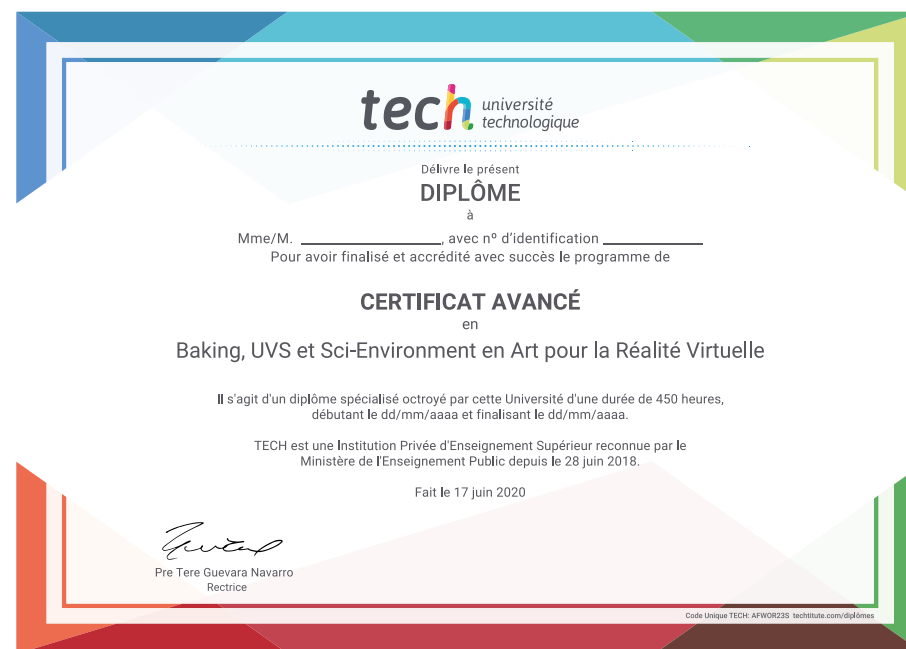 tech université
technologique
Délivre le présent
DIPLÔME
à
Mme/M. ____________________, avec nº d'identification ______________
Pour avoir finalisé et accrédité avec succès le programme de
CERTIFICAT AVANCÉ
en
Baking, UVS et Sci-Environment en Art pour la Réalité Virtuelle
Il s'agit d'un diplôme spécialisé octroyé par cette Université d'une durée de 450 heures,
débutant le dd/mm/aaaa et finalisant le dd/mm/aaaa.
TECH est une Institution Privée d'Enseignement Supérieur reconnue par le
Ministère de l'Enseignement Public depuis le 28 juin 2018.
Fait le 17 juin 2020
Pre Tere Guevara Navarro
Rectrice
Code Unique TECH: AFWOR23S techtitute.com/diplômes